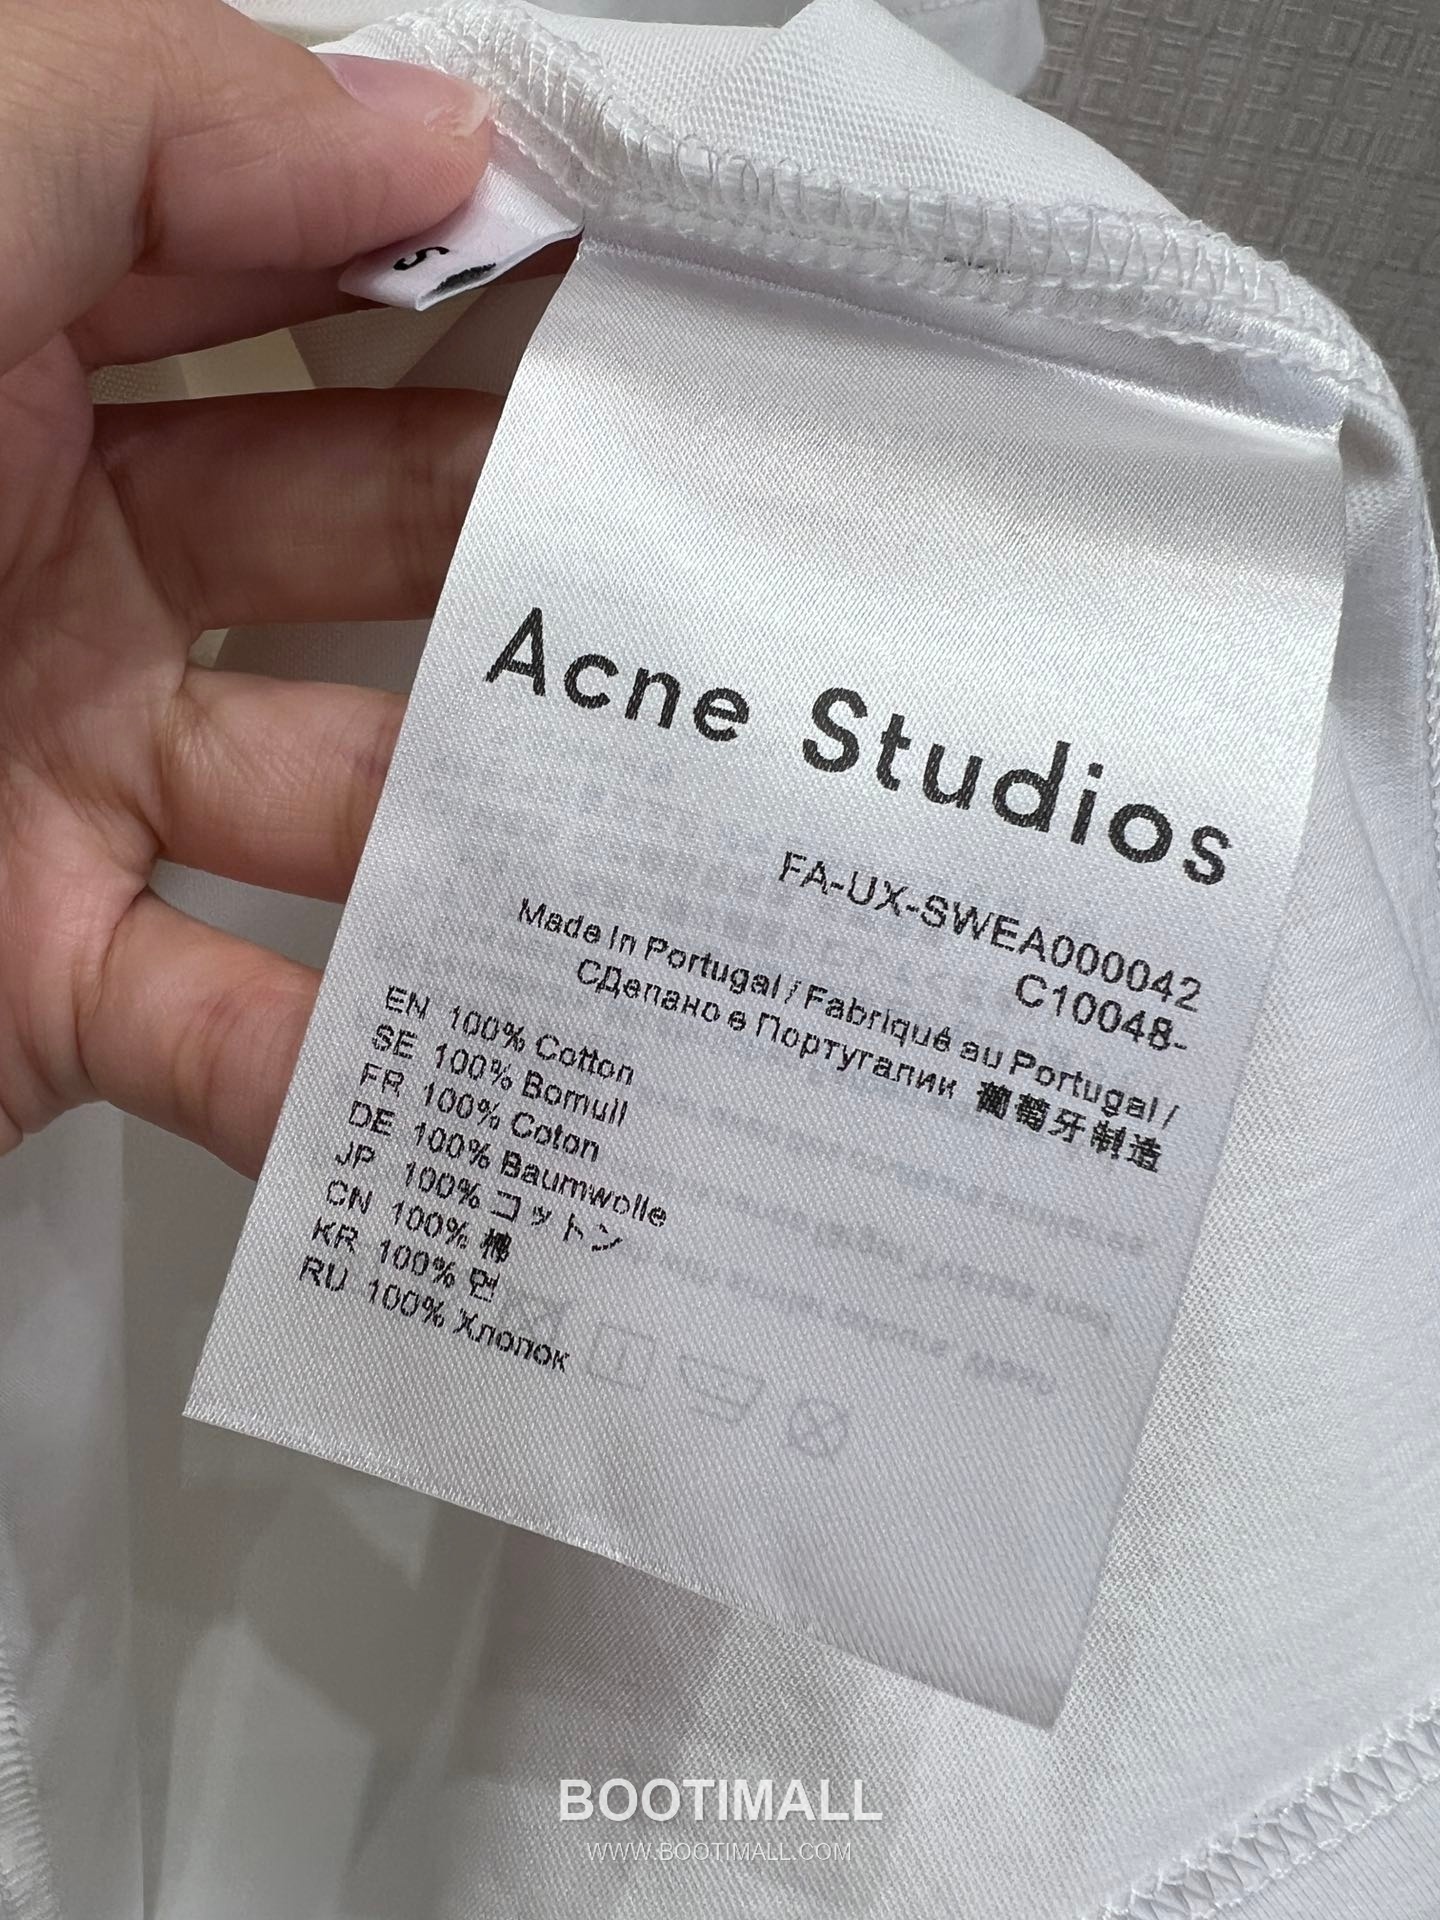 S
Acne Studios
FA-UX-SWEA000042
C10048-
Made In Portugal / Fabriqué au Portugal /
СДелано в Португалии 葡萄牙制造
EN 100% Cotton
SE 100% Bomull
FR 100% Coton
DE 100% Baumwolle
JP 100% コットン
CN 100% 棉
KR 100% 면
RU 100% Хлопок
BOOTIMALL
WWW.BOOTIMALL.COM